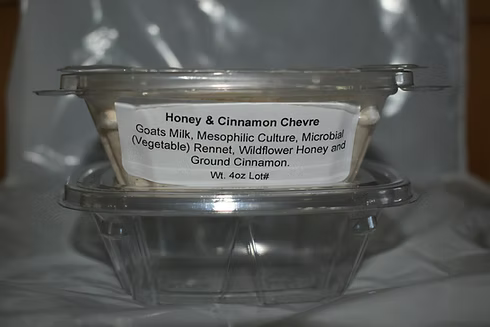 Honey & Cinnamon Chevre
Goats Milk, Mesophilic Culture, Microbial
(Vegetable) Rennet, Wildflower Honey and
Ground Cinnamon.
Wt. 4oz Lot#